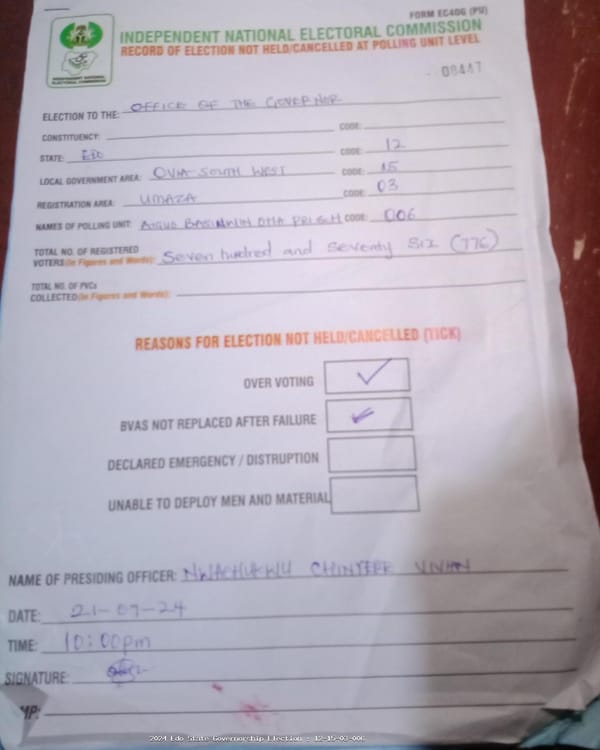 FORM EC40G (PU)
INDEPENDENT NATIONAL ELECTORAL COMMISSION
RECORD OF ELECTION NOT HELD/CANCELLED AT POLLING UNIT LEVEL
INDEPENDENT NATIONAL
ELECTORAL COMMISSION
08447
ELECTION TO THE: OFFICE OF THE GOVERNOR
CONSTITUENCY: CODE:
STATE: EDO CODE: 12
LOCAL GOVERNMENT AREA: OVIA SOUTH WEST CODE: 15
REGISTRATION AREA: UMAZA CODE: 03
NAMES OF POLLING UNIT: CODE: 006
TOTAL NO. OF REGISTERED
VOTERS (in Figures and Words): Seven hundred and seventy six (776)
TOTAL NO. OF PVCs
COLLECTED (in Figures and Words):
REASONS FOR ELECTION NOT HELD/CANCELLED (TICK)
OVER VOTING ✓
BVAS NOT REPLACED AFTER FAILURE ✓
DECLARED EMERGENCY / DISTRUPTION
UNABLE TO DEPLOY MEN AND MATERIAL
NAME OF PRESIDING OFFICER: NWACHUKWU CHINYERE VIVIAN
DATE: 21-09-24
TIME: 10:00pm
SIGNATURE:
MP:
2024 Edo State Governorship Election : 12-15-03-006